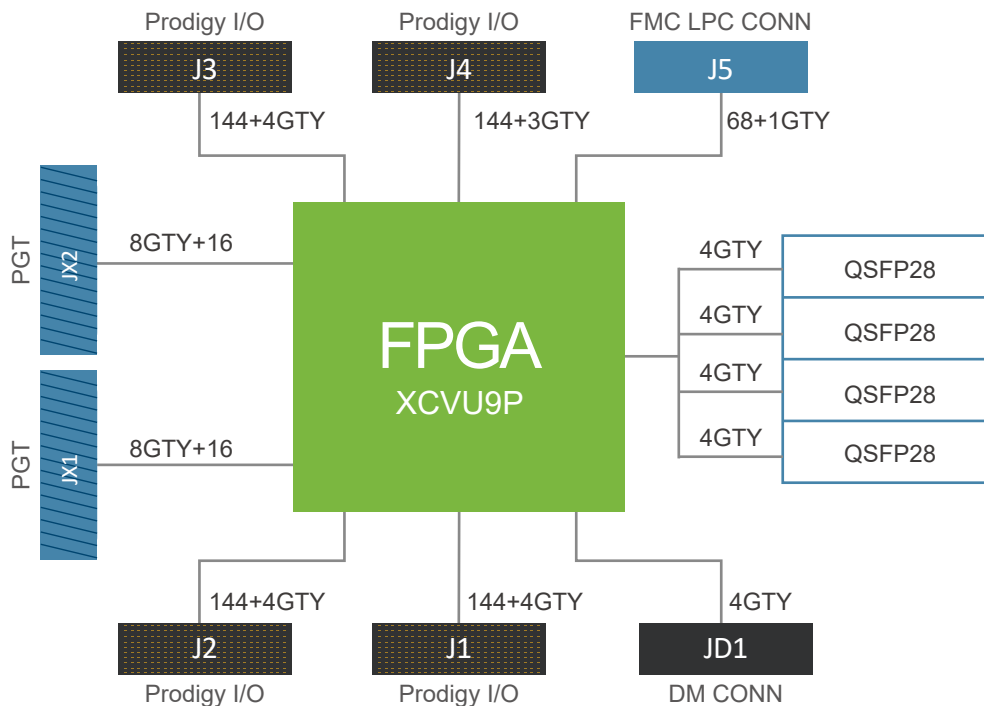 Prodigy I/O
Prodigy I/O
FMC LPC CONN
J3
J4
J5
144+4GTY
144+3GTY
68+1GTY
PGT
JX2
8GTY+16
4GTY
QSFP28
4GTY
QSFP28
FPGA
XCVU9P
4GTY
QSFP28
4GTY
QSFP28
PGT
JX1
8GTY+16
144+4GTY
144+4GTY
4GTY
J2
J1
JD1
Prodigy I/O
Prodigy I/O
DM CONN